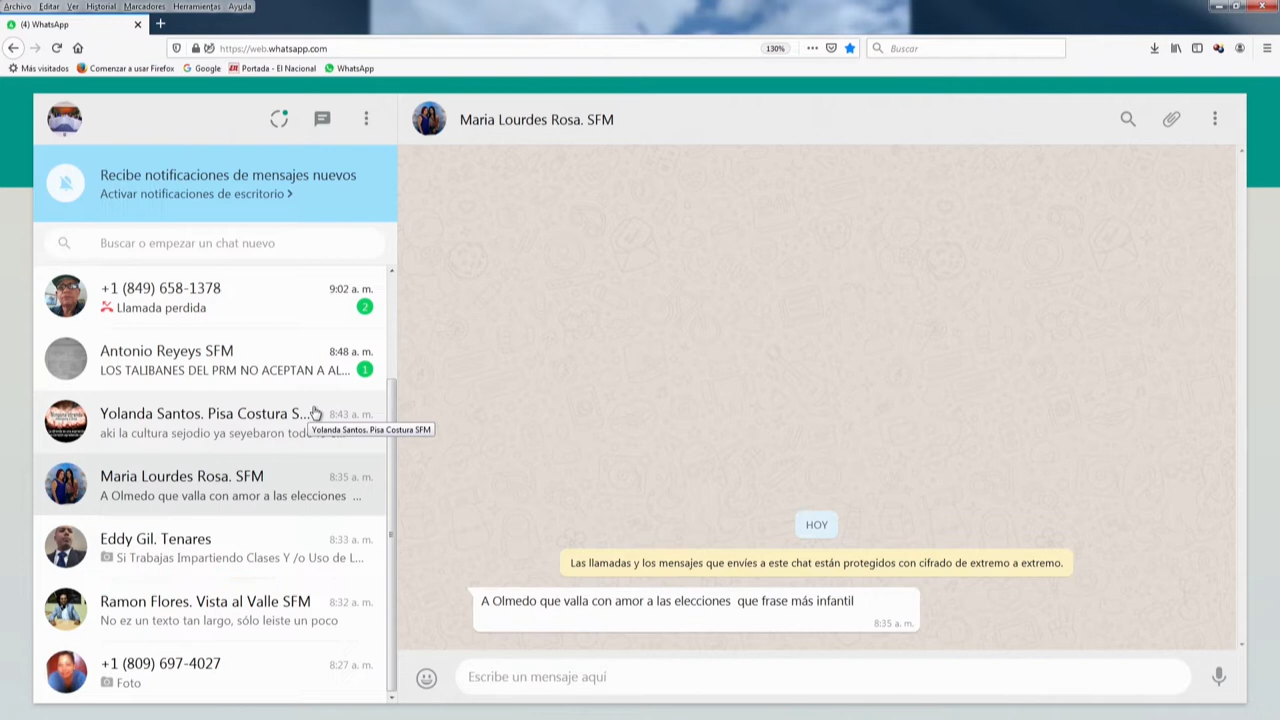 Archivo Editar Ver Historial Marcadores Herramientas Ayuda
(4) WhatsApp
https://web.whatsapp.com
130%
Buscar
Más visitados Comenzar a usar Firefox Google Portada - El Nacional WhatsApp
Maria Lourdes Rosa. SFM
Recibe notificaciones de mensajes nuevos
Activar notificaciones de escritorio >
Buscar o empezar un chat nuevo
+1 (849) 658-1378 9:02 a. m.
Llamada perdida 2
Antonio Reyeys SFM 8:48 a. m.
LOS TALIBANES DEL PRM NO ACEPTAN A AL... 1
Yolanda Santos. Pisa Costura S... 8:43 a. m.
Yolanda Santos. Pisa Costura SFM
aki la cultura sejodio ya seyebaron
Maria Lourdes Rosa. SFM 8:35 a. m.
A Olmedo que valla con amor a las elecciones ...
Eddy Gil. Tenares 8:33 a. m.
Si Trabajas Impartiendo Clases Y /o Uso de L...
Ramon Flores. Vista al Valle SFM 8:32 a. m.
No ez un texto tan largo, sólo leiste un poco
+1 (809) 697-4027 8:27 a. m.
Foto
HOY
Las llamadas y los mensajes que envíes a este chat están protegidos con cifrado de extremo a extremo.
A Olmedo que valla con amor a las elecciones que frase más infantil
8:35 a. m.
Escribe un mensaje aquí